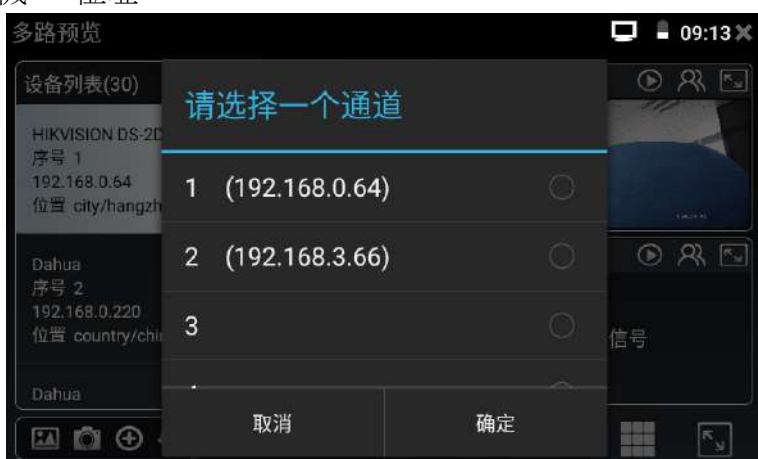 多路预览
09:13
设备列表(30)
HIKVISION DS-2D
序号 1
192.168.0.64
位置 city/hangzh
Dahua
序号 2
192.168.0.220
位置 country/chi
Dahua
请选择一个通道
1 (192.168.0.64)
2 (192.168.3.66)
3
取消
确定
信号